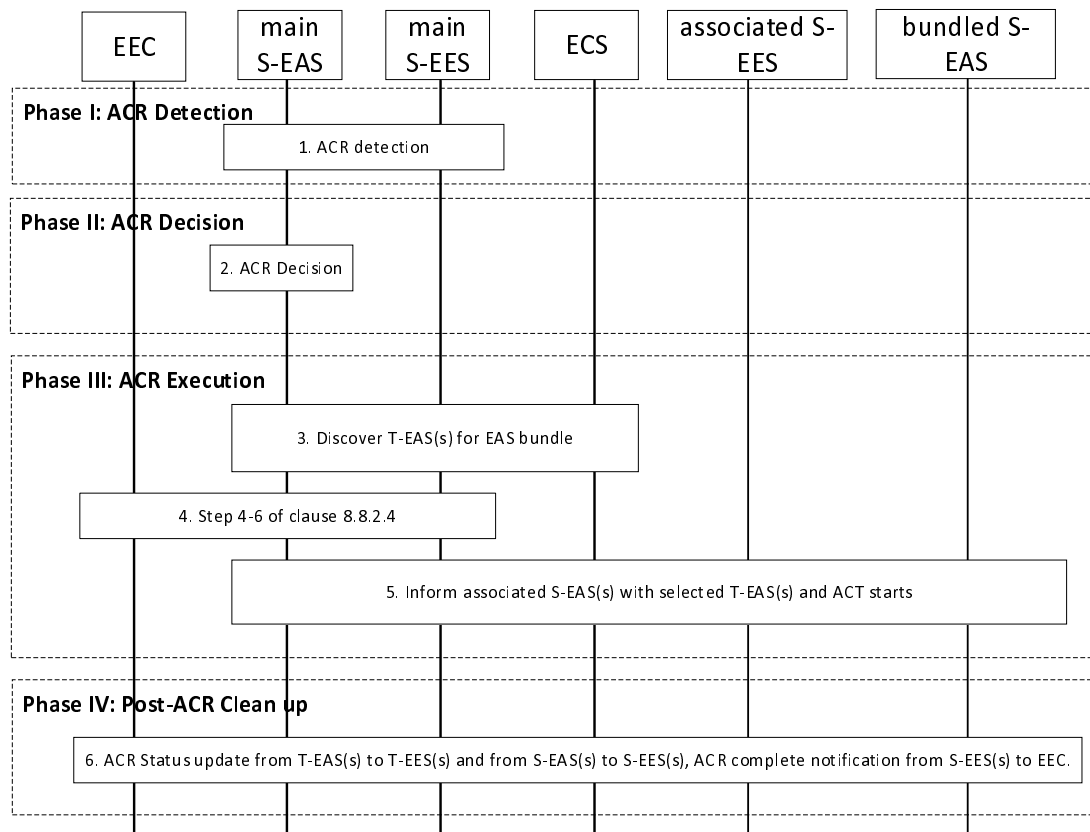 EEC
main
S-EAS
main
S-EES
ECS
associated S-
EES
bundled S-
EAS
Phase I: ACR Detection
1. ACR detection
Phase II: ACR Decision
2. ACR Decision
Phase III: ACR Execution
3. Discover T-EAS(s) for EAS bundle
4. Step 4-6 of clause 8.8.2.4
5. Inform associated S-EAS(s) with selected T-EAS(s) and ACT starts
Phase IV: Post-ACR Clean up
6. ACR Status update from T-EAS(s) to T-EES(s) and from S-EAS(s) to S-EES(s), ACR complete notification from S-EES(s) to EEC.